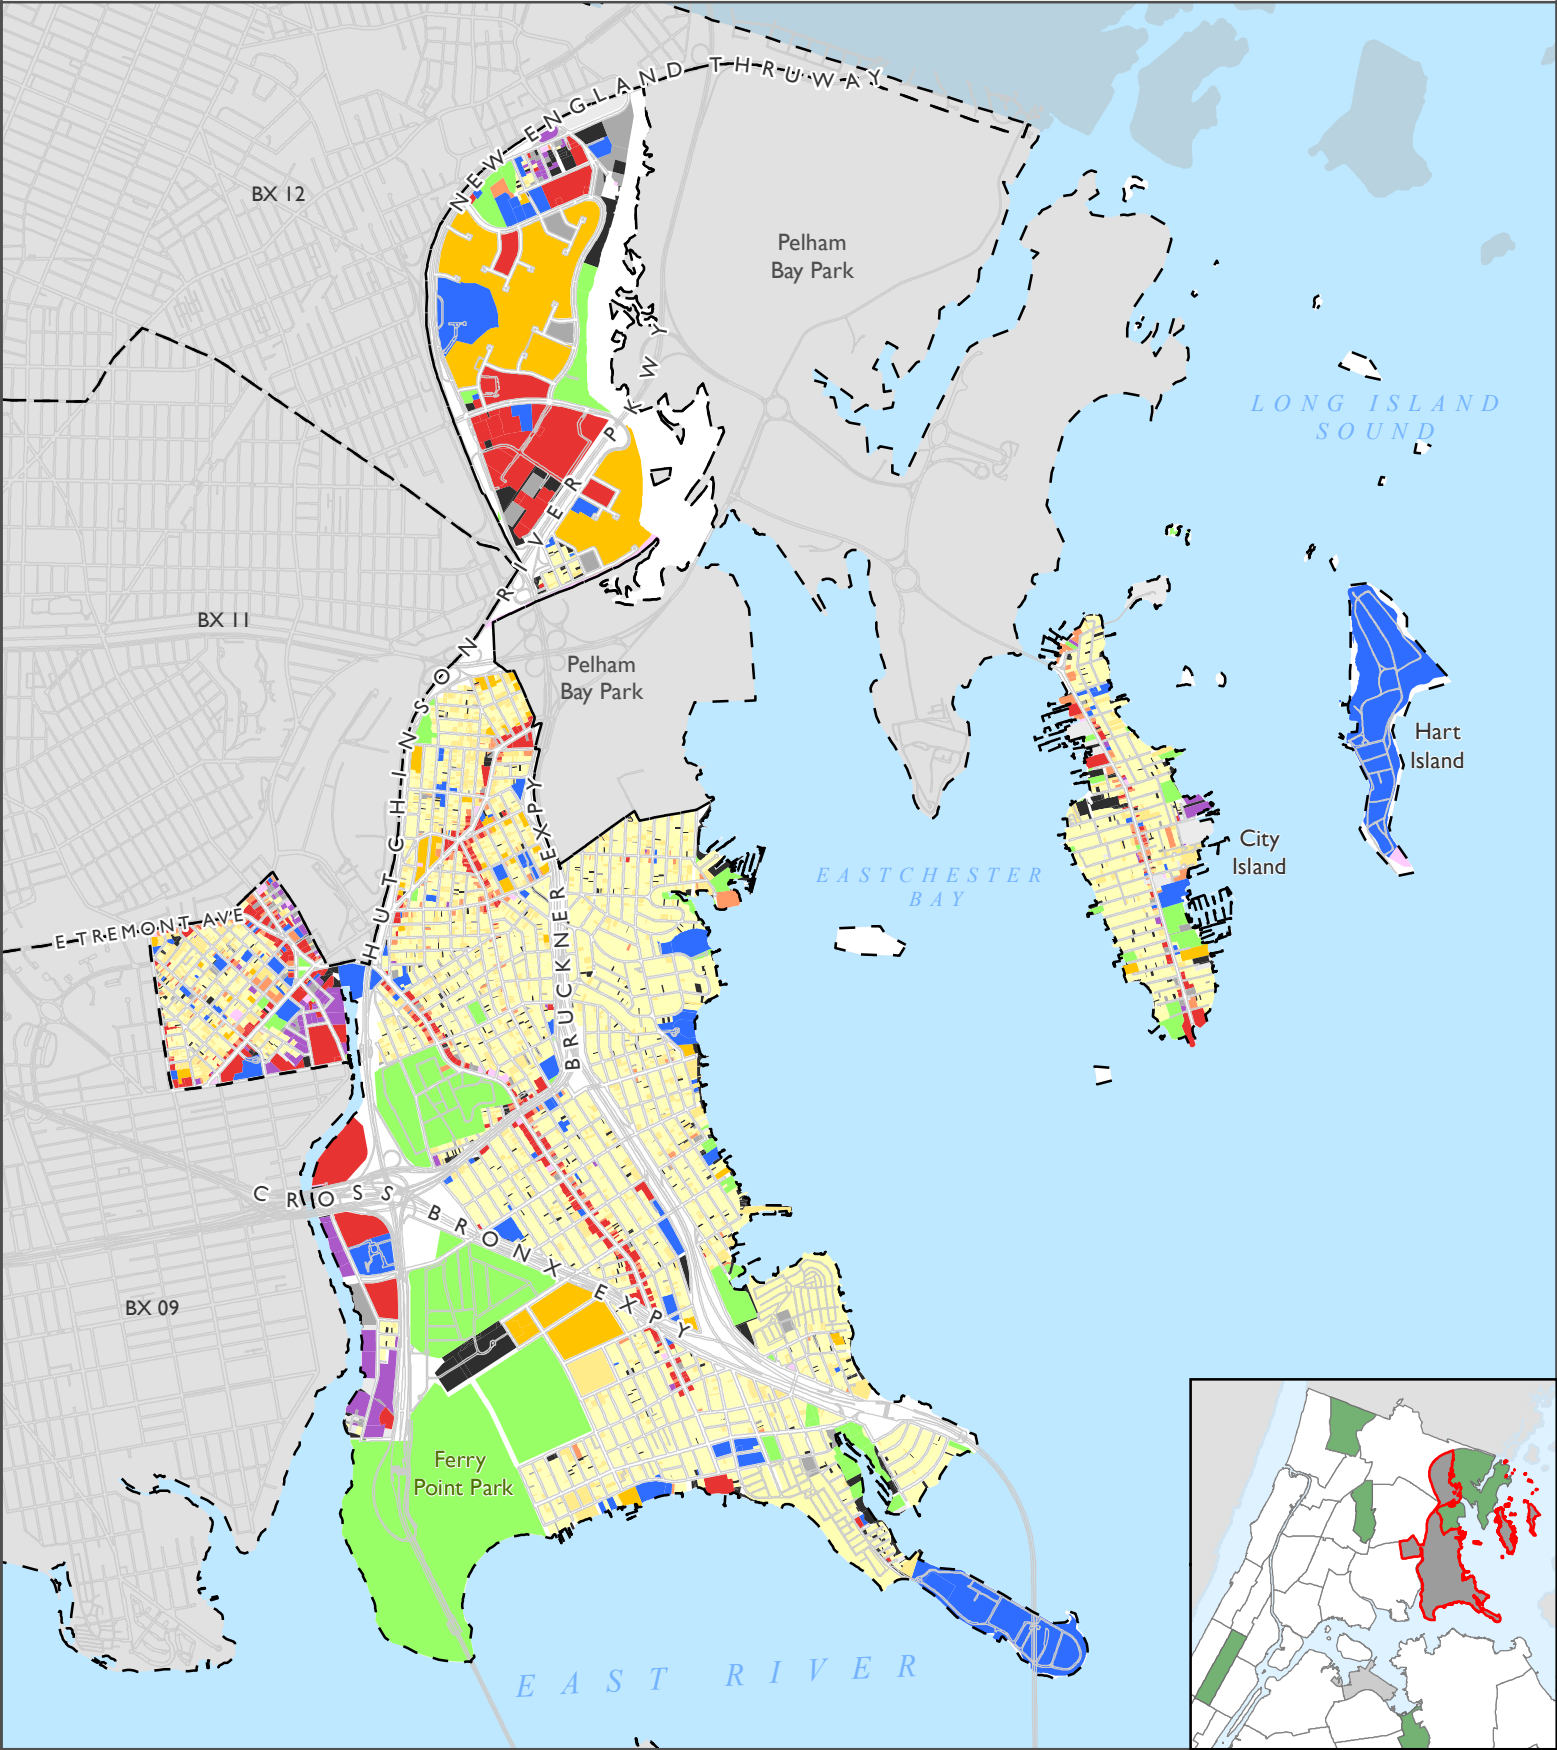 NEW ENGLAND THRUWAY
BX 12
Pelham
Bay Park
LONG ISLAND
SOUND
HUTCHINSON RIVER PKWY
BX 11
Pelham
Bay Park
Hart
Island
City
Island
EASTCHESTER
BAY
E TREMONT AVE
BRUCKNER EXPY
CROSS BRONX EXPY
BX 09
Ferry
Point Park
EAST RIVER